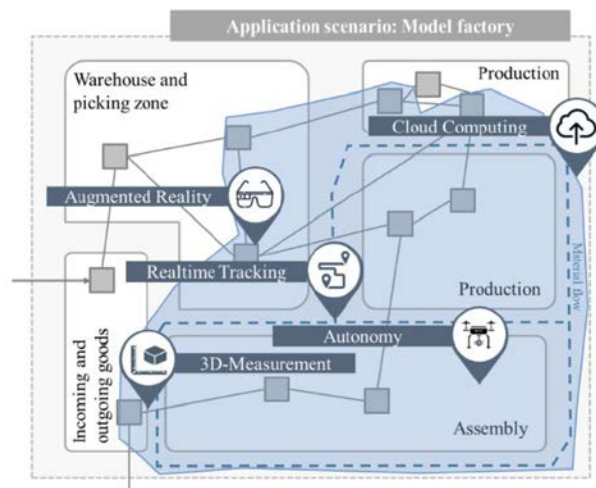 Application scenario: Model factory
Warehouse and
picking zone
Production
Cloud Computing
Augmented Reality
Realtime Tracking
Material flow
Production
Autonomy
3D-Measurement
Incoming and
outgoing goods
Assembly